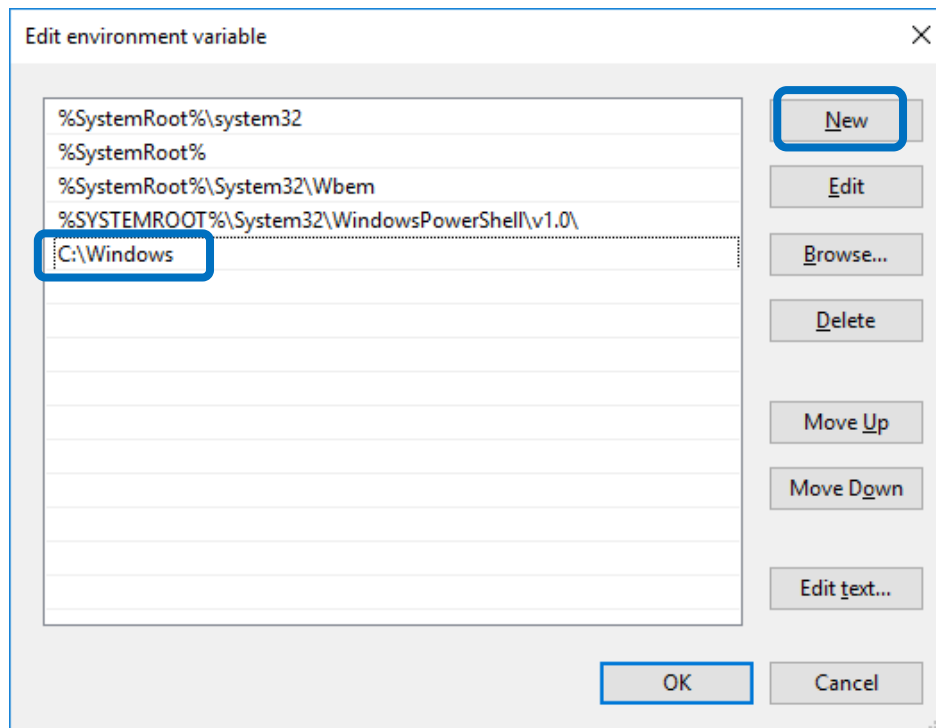 Edit environment variable
%SystemRoot%\system32
%SystemRoot%
%SystemRoot%\System32\Wbem
%SYSTEMROOT%\System32\WindowsPowerShell\v1.0\
C:\Windows
New
Edit
Browse...
Delete
Move Up
Move Down
Edit text...
OK
Cancel